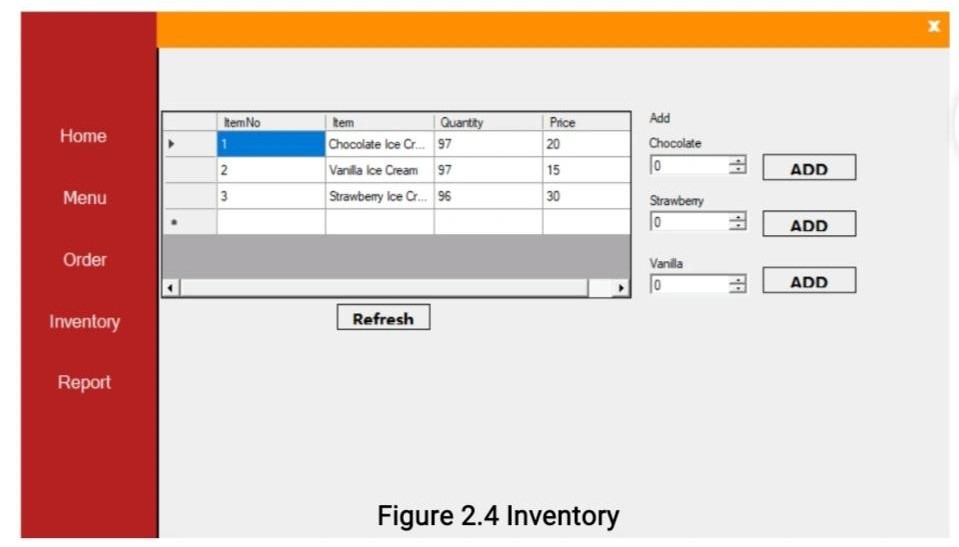 x
Home
Menu
Order
Inventory
Report
ItemNo Item Quantity Price
1 Chocolate Ice Cr... 97 20
2 Vanilla Ice Cream 97 15
3 Strawberry Ice Cr... 96 30
*
Refresh
Add
Chocolate
0 ADD
Strawberry
0 ADD
Vanilla
0 ADD
Figure 2.4 Inventory